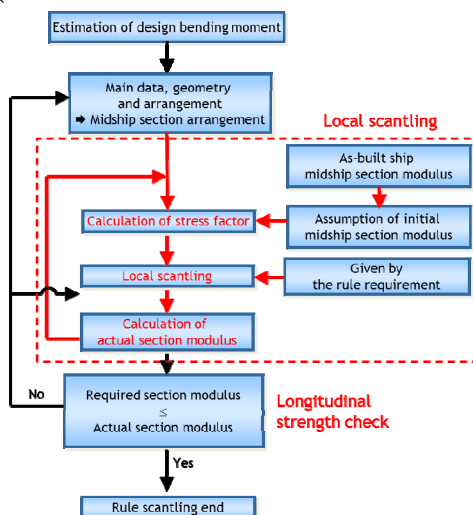 Estimation of design bending moment
Main data, geometry
and arrangement
➡ Midship section arrangement
Local scantling
As-built ship
midship section modulus
Calculation of stress factor
Assumption of initial
midship section modulus
Local scantling
Given by
the rule requirement
Calculation of
actual section modulus
No
Required section modulus
≤
Actual section modulus
Longitudinal
strength check
Yes
Rule scantling end